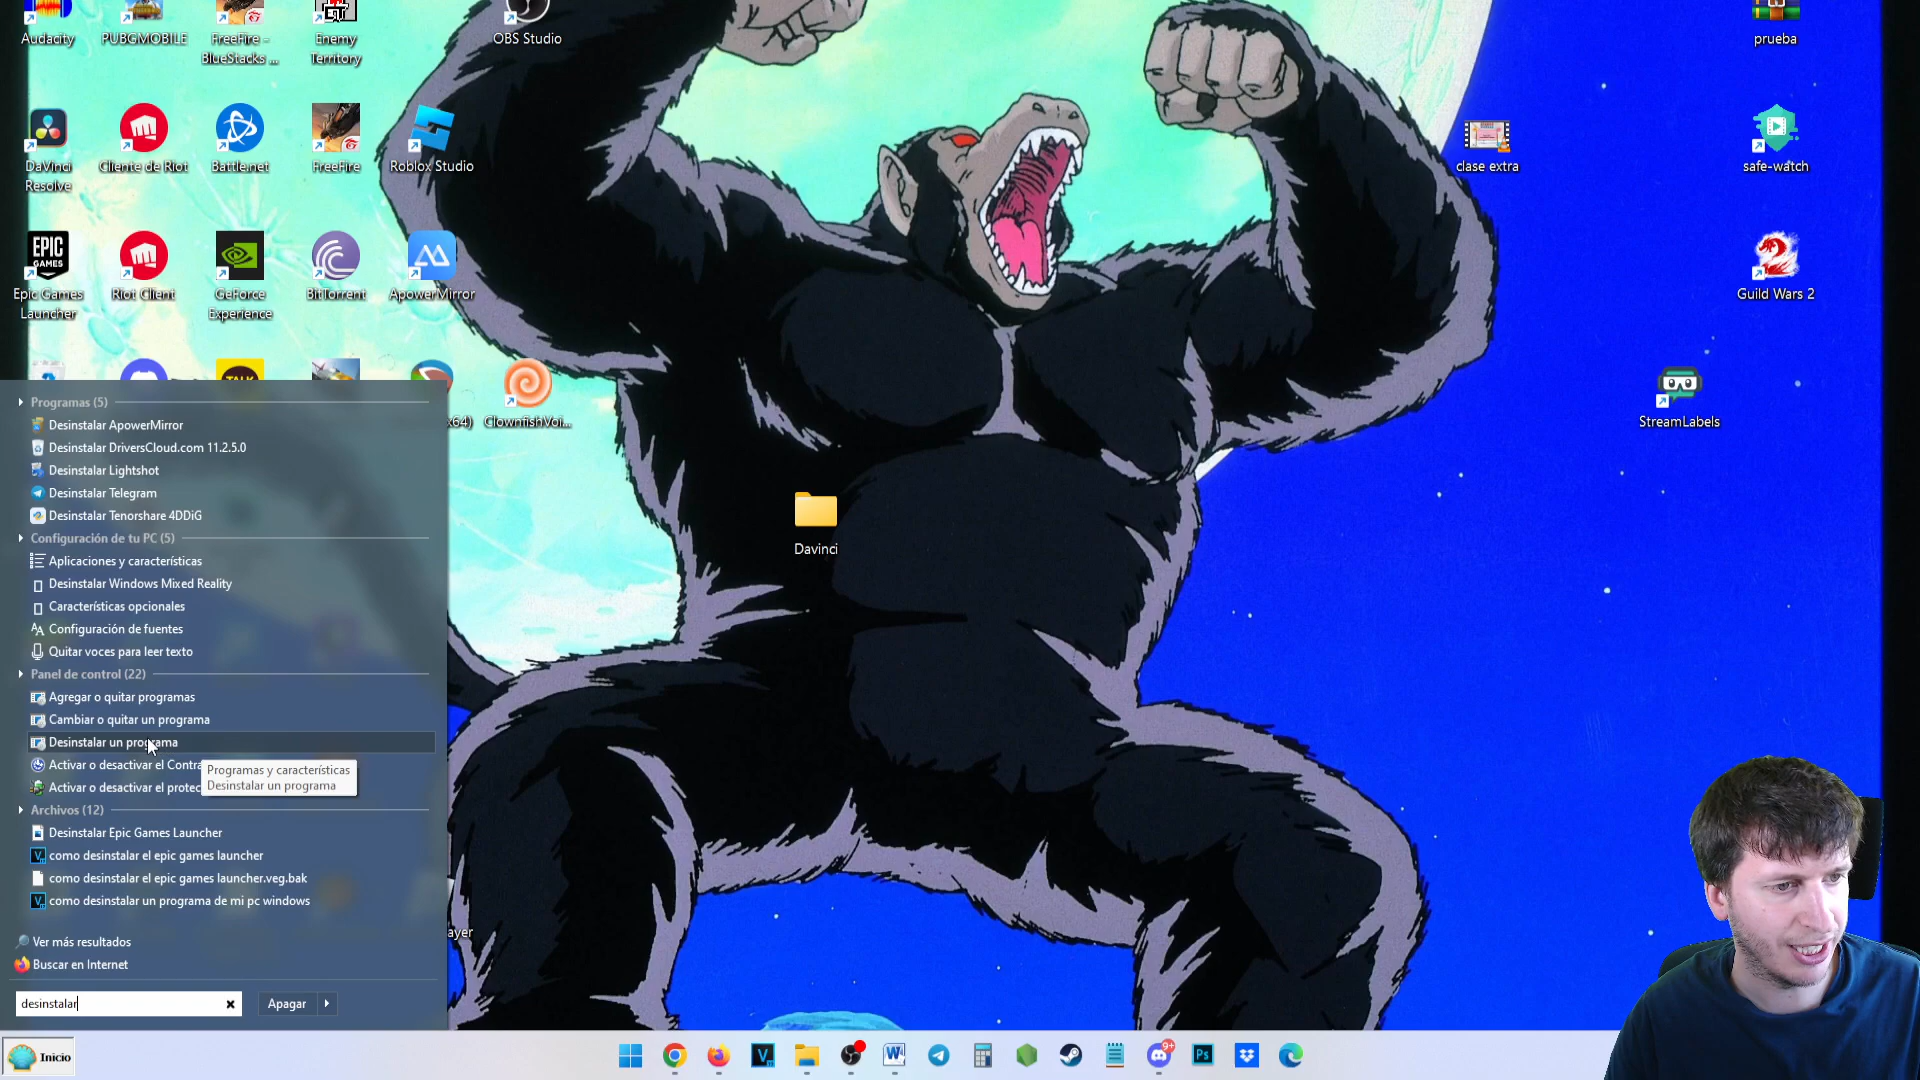 Audacity
PUBGMOBILE
FreeFire -
BlueStacks ...
Enemy
Territory
OBS Studio
prueba
DaVinci
Resolve
Cliente de Riot
Battle.net
FreeFire
Roblox Studio
clase extra
safe-watch
EPIC
GAMES
Epic Games
Launcher
Riot Client
GeForce
Experience
BitTorrent
ApowerMirror
Guild Wars 2
x64)
ClownfishVoi...
StreamLabels
Davinci
Programas (5)
Desinstalar ApowerMirror
Desinstalar DriversCloud.com 11.2.5.0
Desinstalar Lightshot
Desinstalar Telegram
Desinstalar Tenorshare 4DDiG
Configuración de tu PC (5)
Aplicaciones y características
Desinstalar Windows Mixed Reality
Características opcionales
Configuración de fuentes
Quitar voces para leer texto
Panel de control (22)
Agregar o quitar programas
Cambiar o quitar un programa
Desinstalar un programa
Activar o desactivar el Contra
Activar o desactivar el protec
Programas y características
Desinstalar un programa
Archivos (12)
Desinstalar Epic Games Launcher
como desinstalar el epic games launcher
como desinstalar el epic games launcher.veg.bak
como desinstalar un programa de mi pc windows
ayer
Ver más resultados
Buscar en Internet
desinstalar
Apagar
Inicio
9+
Ps